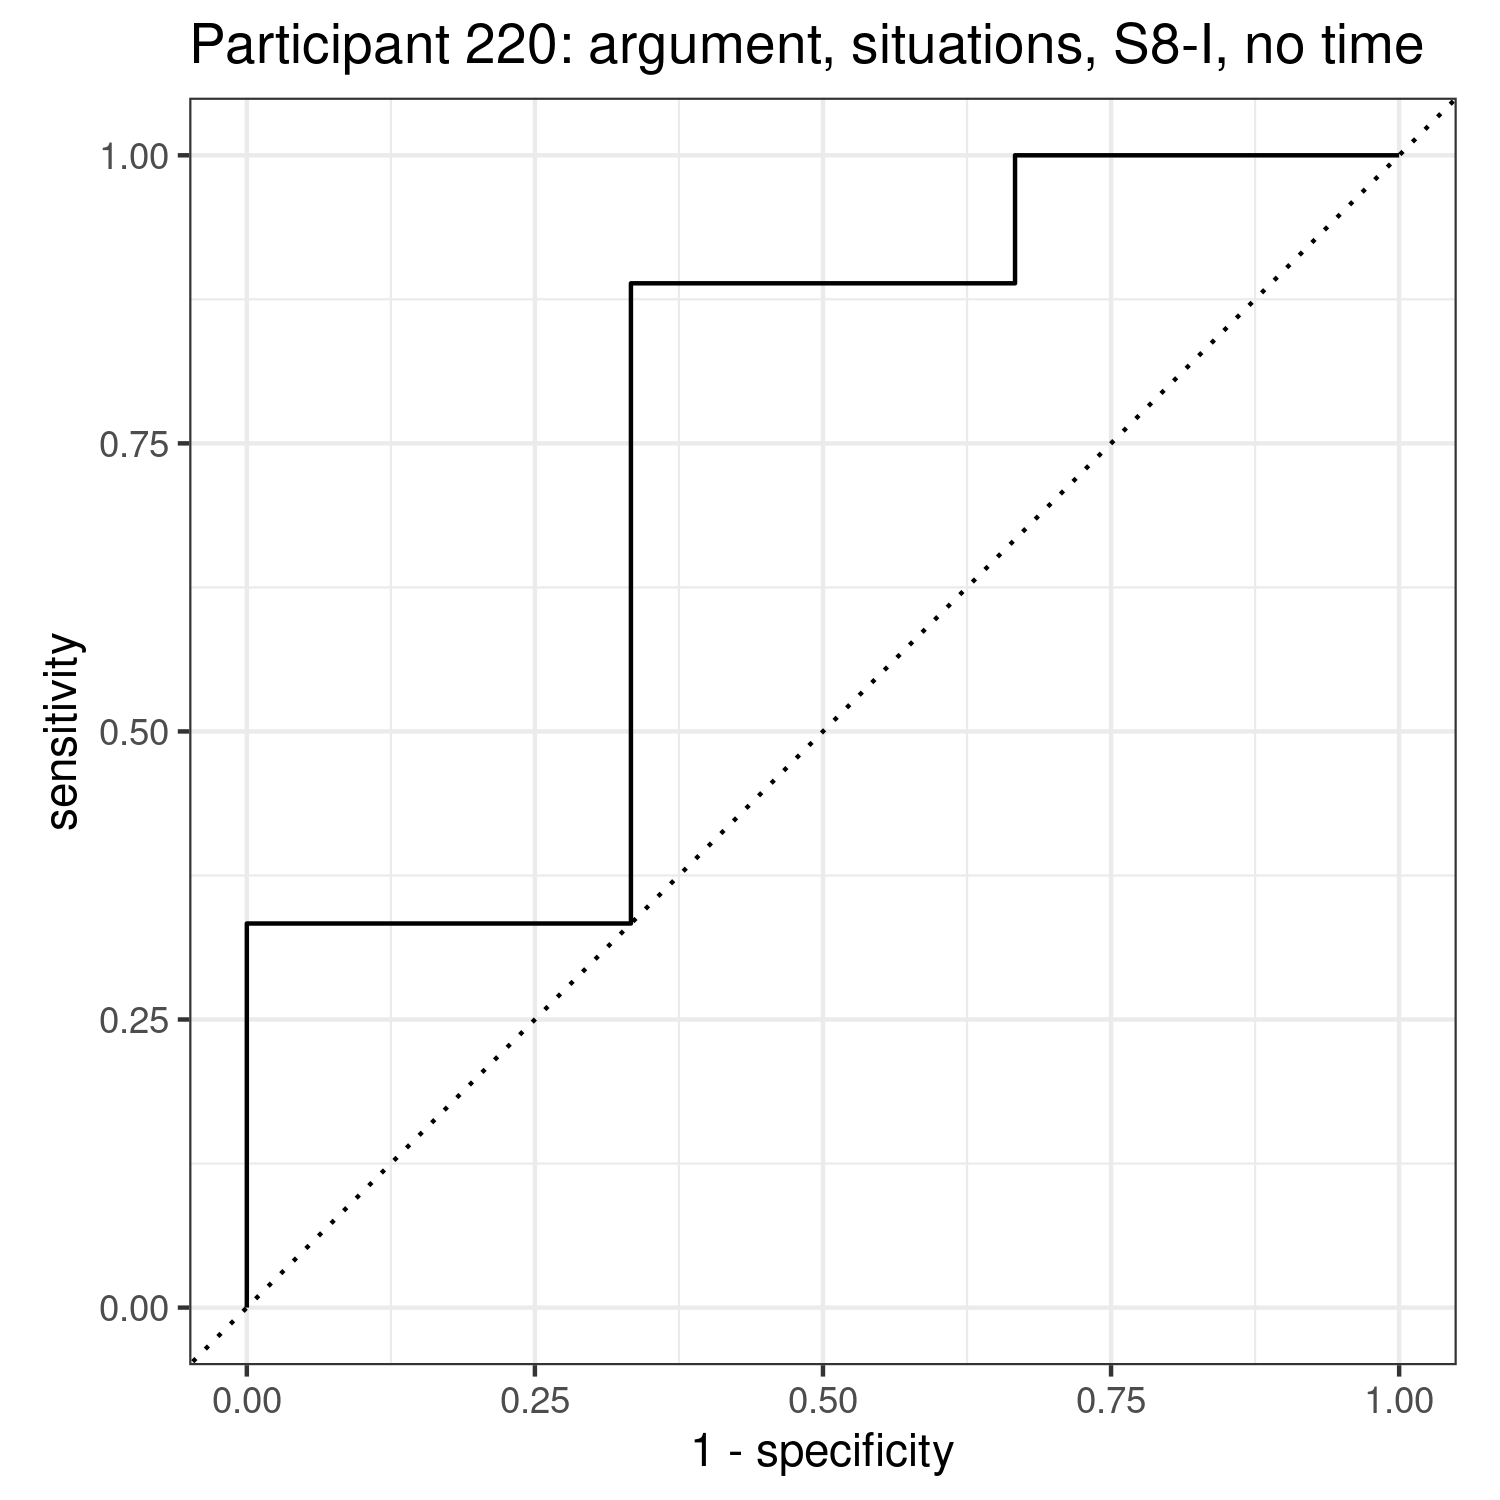 Participant 220: argument, situations, S8-I, no time
1.00
0.75
0.50
0.25
0.00
sensitivity
0.00 0.25 0.50 0.75 1.00
1 - specificity